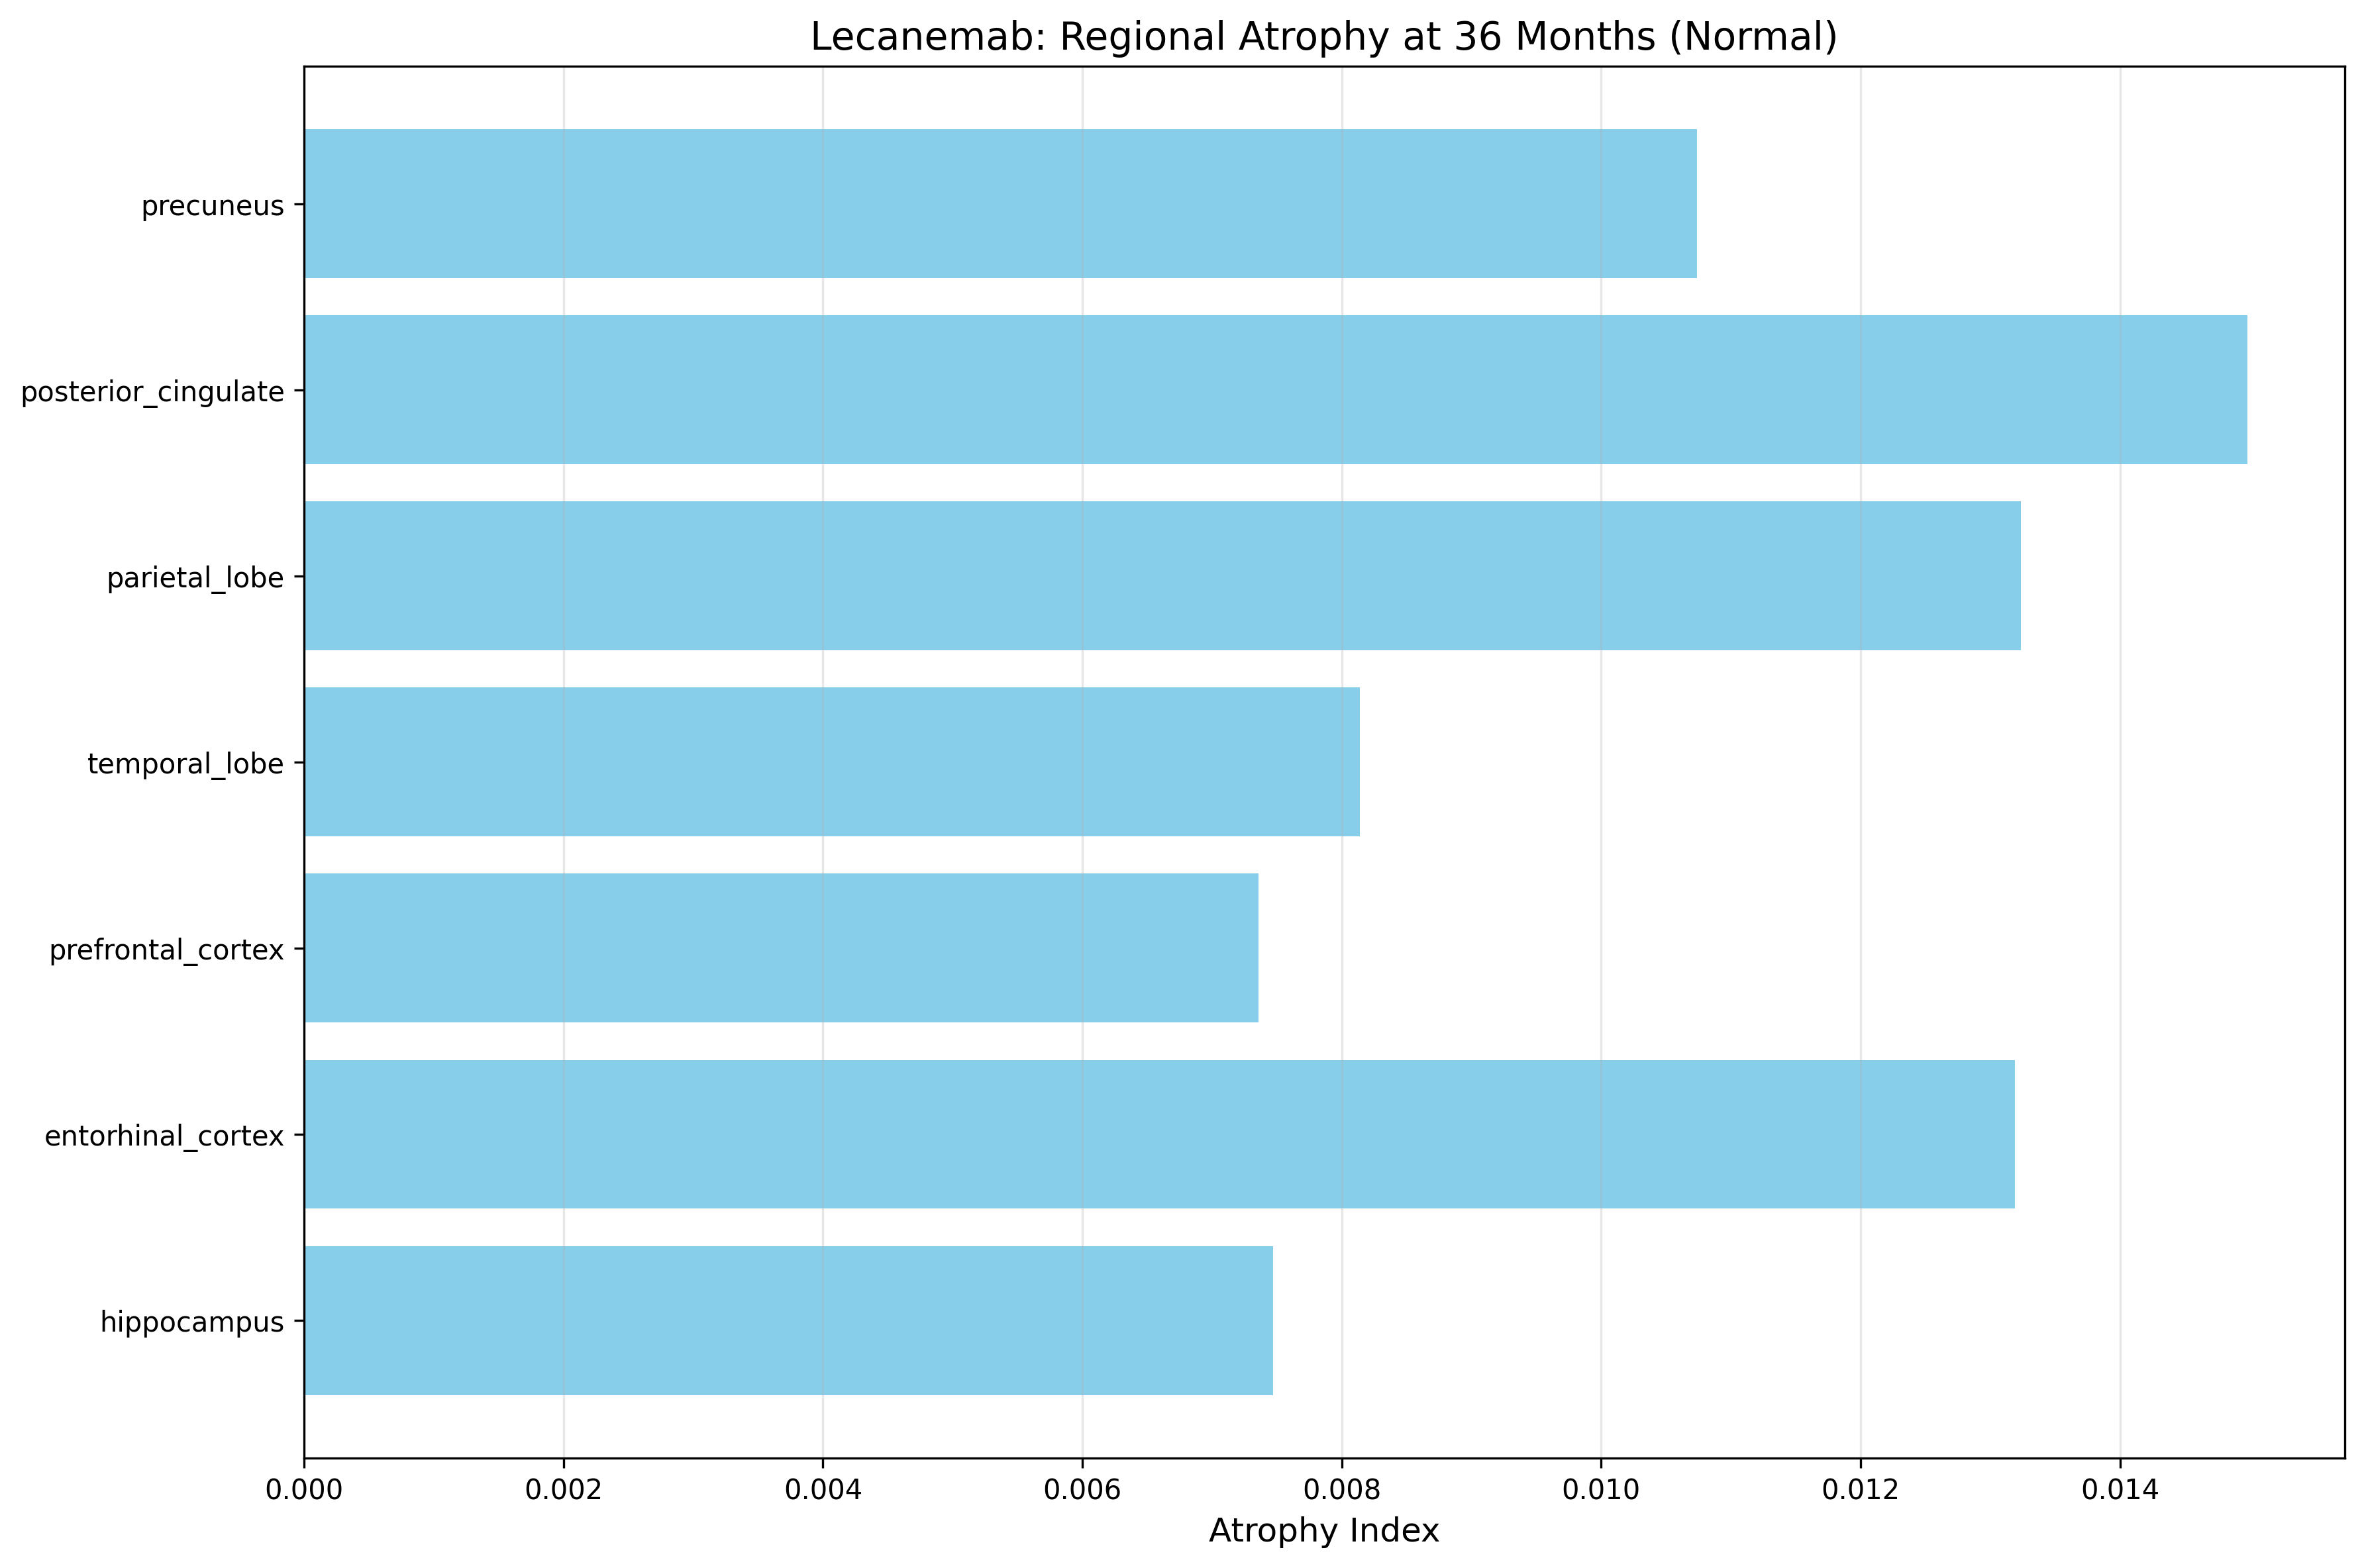 Lecanemab: Regional Atrophy at 36 Months (Normal)
precuneus
posterior_cingulate
parietal_lobe
temporal_lobe
prefrontal_cortex
entorhinal_cortex
hippocampus
0.000 0.002 0.004 0.006 0.008 0.010 0.012 0.014
Atrophy Index